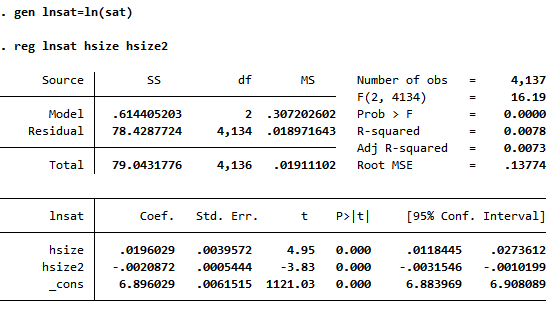 . gen lnsat=ln(sat)
. reg lnsat hsize hsize2
Source SS df MS Number of obs = 4,137
F(2, 4134) = 16.19
Model .614405203 2 .307202602 Prob > F = 0.0000
Residual 78.4287724 4,134 .018971643 R-squared = 0.0078
Adj R-squared = 0.0073
Total 79.0431776 4,136 .01911102 Root MSE = .13774
lnsat Coef. Std. Err. t P>|t| [95% Conf. Interval]
hsize .0196029 .0039572 4.95 0.000 .0118445 .0273612
hsize2 -.0020872 .0005444 -3.83 0.000 -.0031546 -.0010199
_cons 6.896029 .0061515 1121.03 0.000 6.883969 6.908089